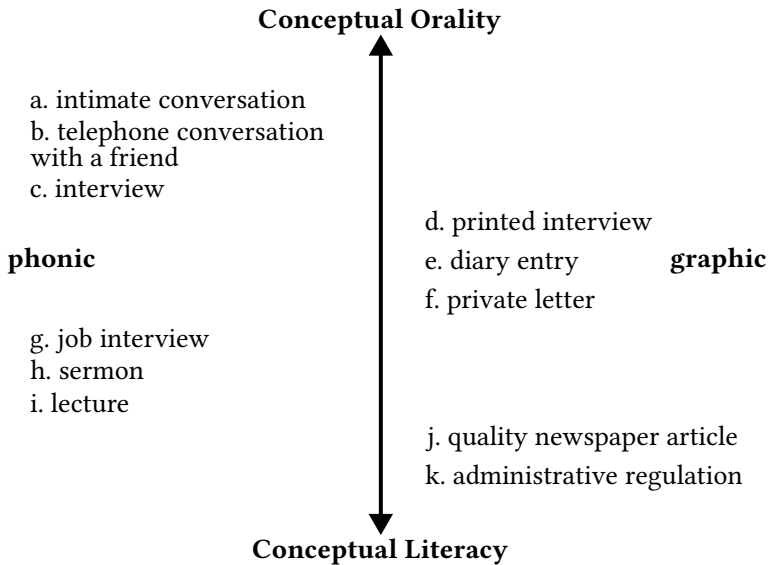 Conceptual Orality
a. intimate conversation
b. telephone conversation
with a friend
c. interview
d. printed interview
phonic
e. diary entry
graphic
f. private letter
g. job interview
h. sermon
i. lecture
j. quality newspaper article
k. administrative regulation
Conceptual Literacy